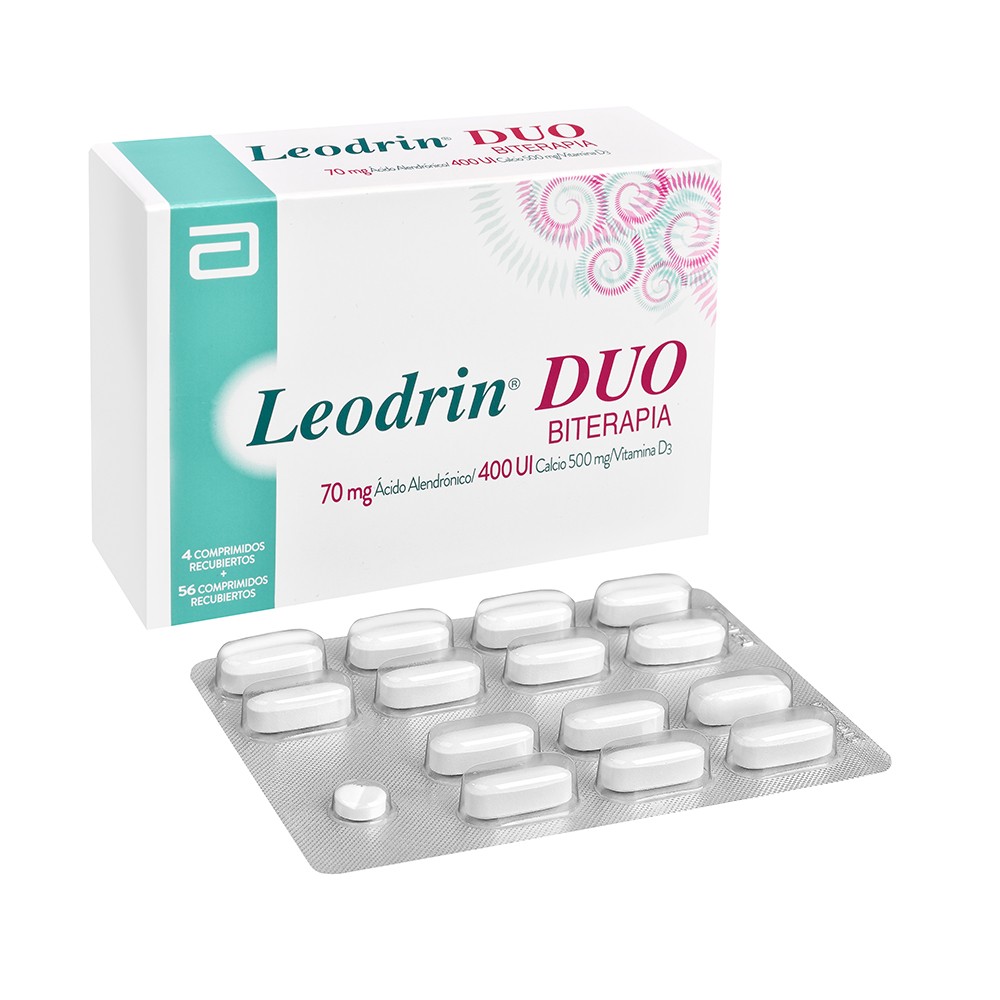 Leodrin® DUO
BITERAPIA
70 mg Ácido Alendrónico/ 400 UI Calcio 500 mg/Vitamina D3
Leodrin® DUO
BITERAPIA
70 mg Ácido Alendrónico/ 400 UI Calcio 500 mg/Vitamina D3
4 COMPRIMIDOS
RECUBIERTOS
+
56 COMPRIMIDOS
RECUBIERTOS